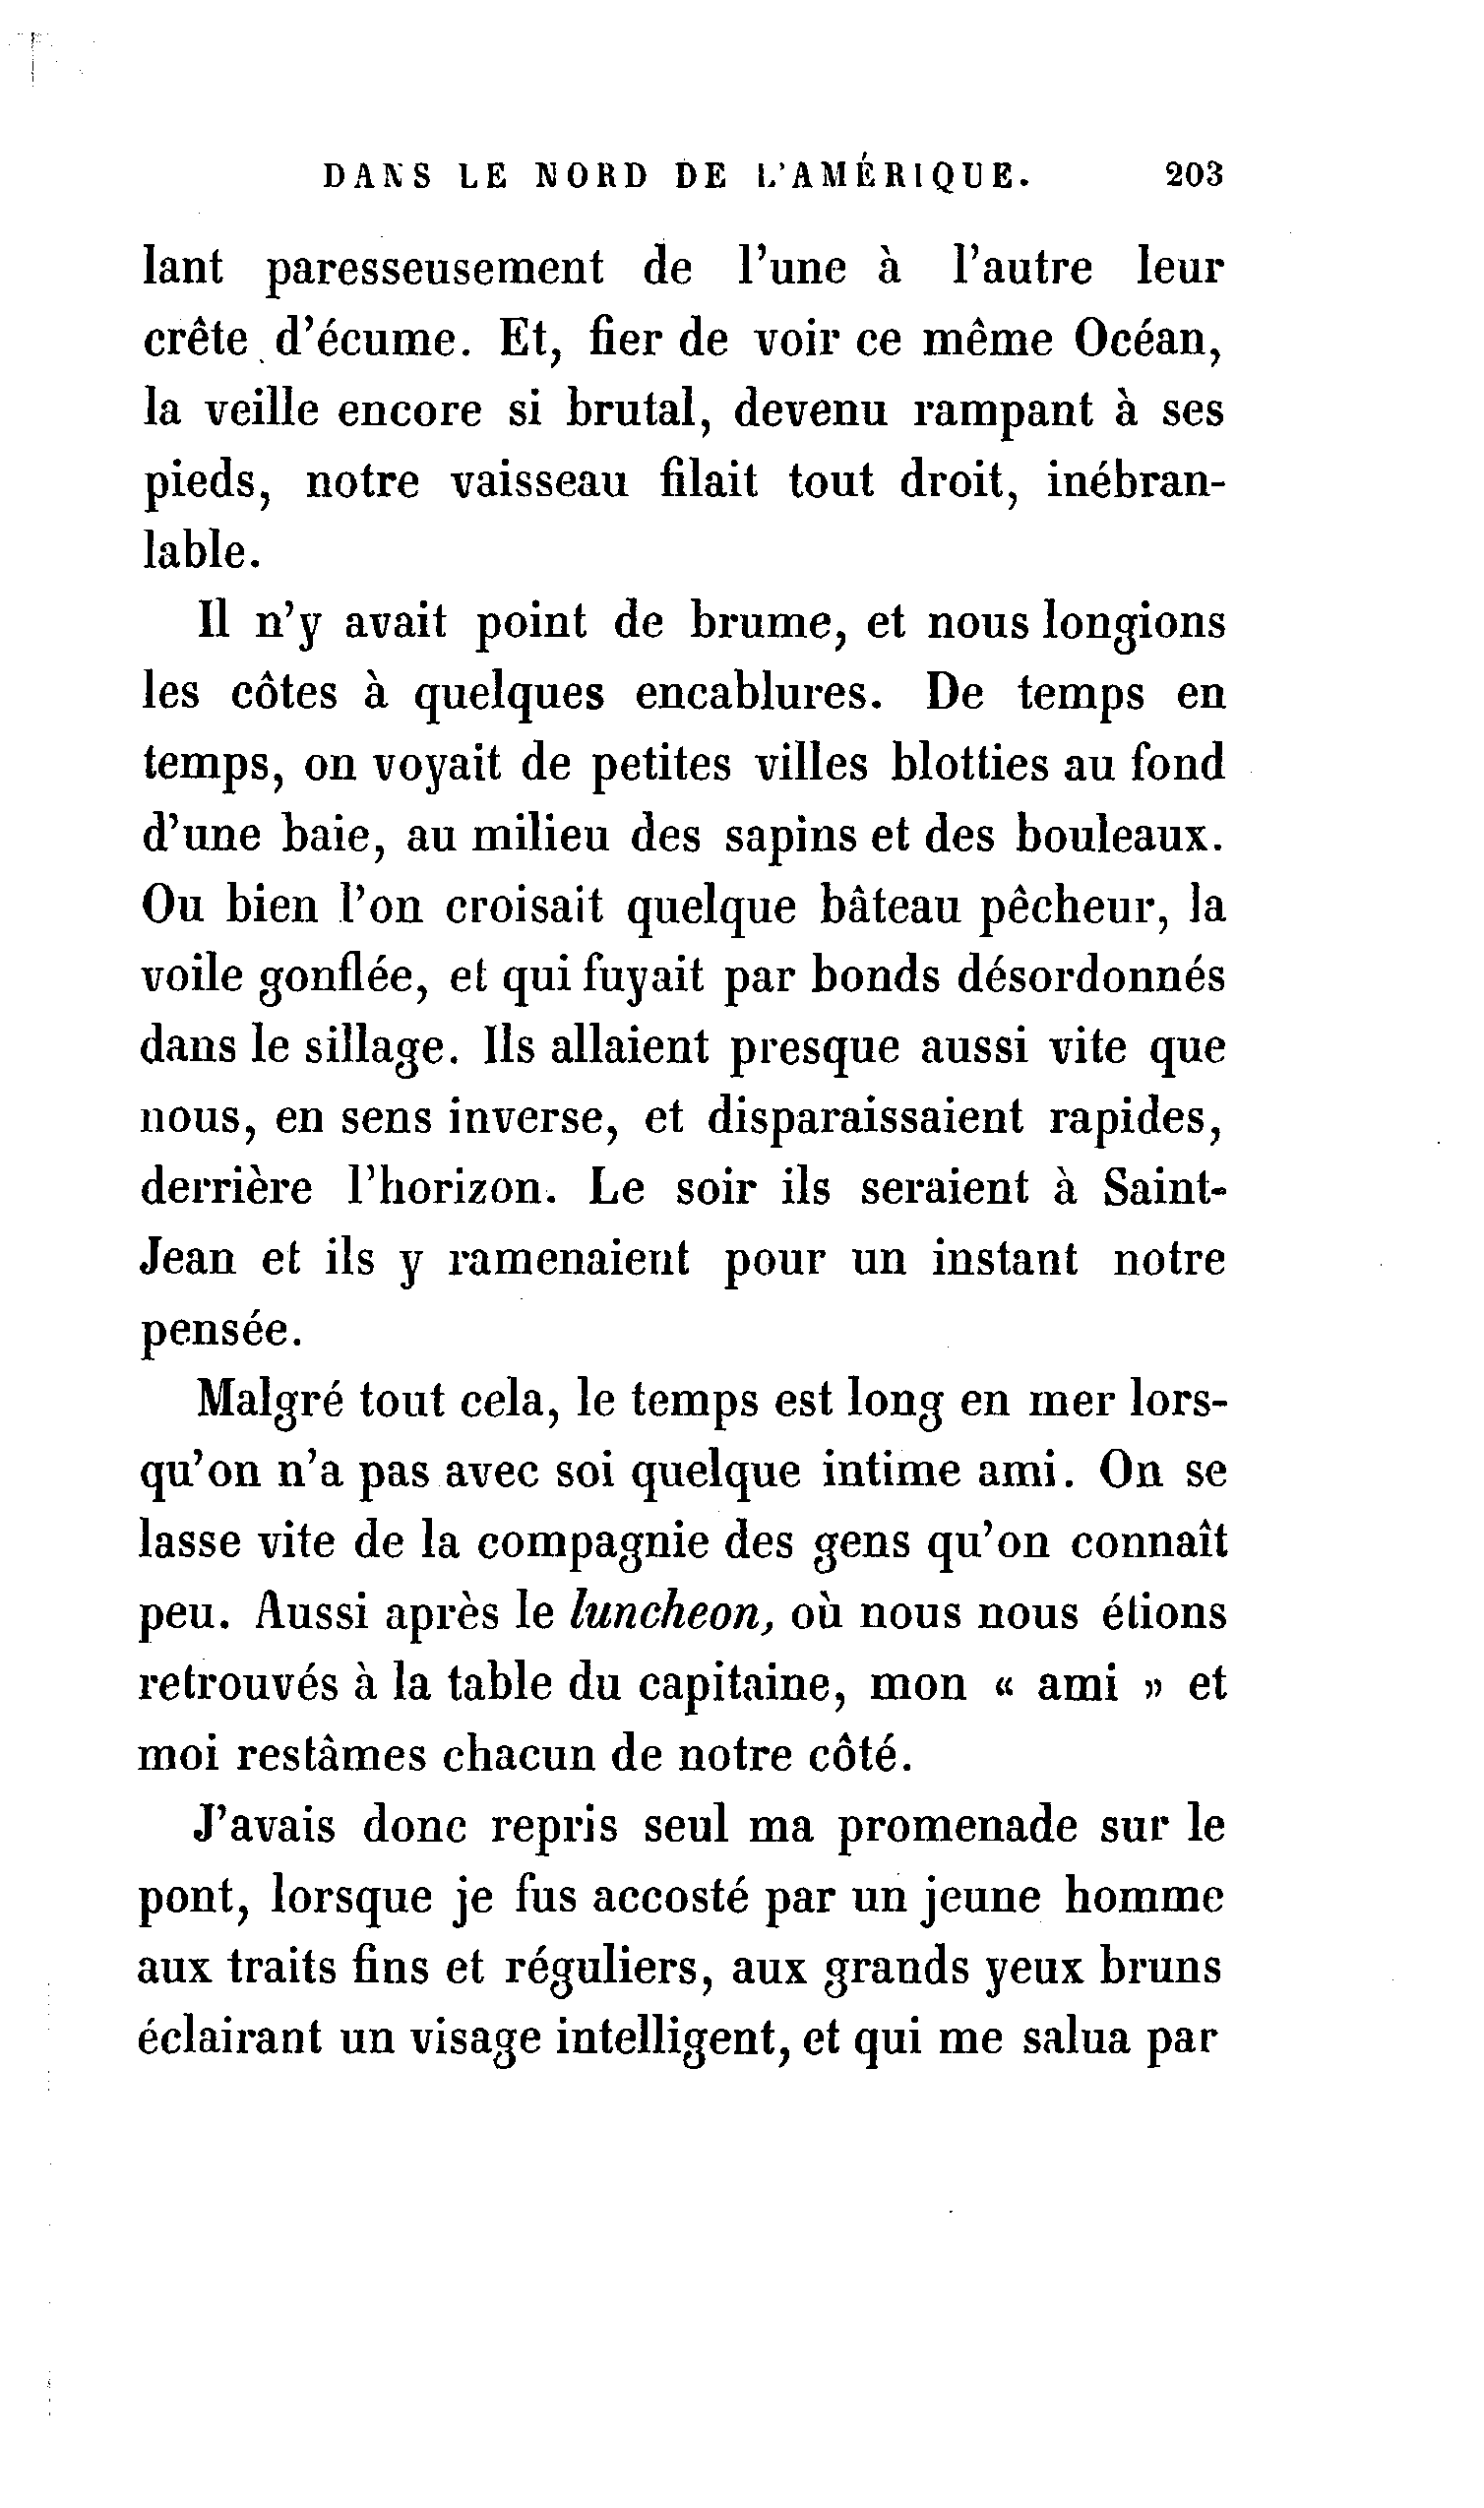 DANS LE NORD DE L'AMÉRIQUE. 203
lant paresseusement de l'une à l'autre leur
crête d'écume. Et, fier de voir ce même Océan,
la veille encore si brutal, devenu rampant à ses
pieds, notre vaisseau filait tout droit, inébran-
lable.
Il n'y avait point de brume, et nous longions
les côtes à quelques encablures. De temps en
temps, on voyait de petites villes blotties au fond
d'une baie, au milieu des sapins et des bouleaux.
Ou bien l'on croisait quelque bâteau pêcheur, la
voile gonflée, et qui fuyait par bonds désordonnés
dans le sillage. Ils allaient presque aussi vite que
nous, en sens inverse, et disparaissaient rapides,
derrière l'horizon. Le soir ils seraient à Saint-
Jean et ils y ramenaient pour un instant notre
pensée.
Malgré tout cela, le temps est long en mer lors-
qu'on n'a pas avec soi quelque intime ami. On se
lasse vite de la compagnie des gens qu'on connaît
peu. Aussi après le luncheon, où nous nous étions
retrouvés à la table du capitaine, mon « ami » et
moi restâmes chacun de notre côté.
J'avais donc repris seul ma promenade sur le
pont, lorsque je fus accosté par un jeune homme
aux traits fins et réguliers, aux grands yeux bruns
éclairant un visage intelligent, et qui me salua par